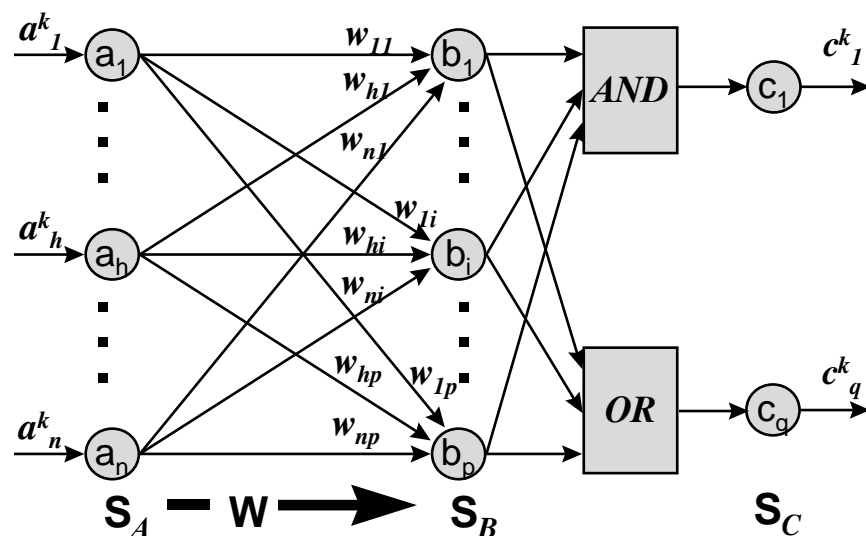 a^k_1 a_1 w_11 b_1 AND c_1 c^k_1
w_h1
w_n1
w_1i
a^k_h a_h w_hi b_i
w_ni
w_hp w_1p
a^k_n a_n w_np b_p OR c_q c^k_q
S_A W S_B S_C